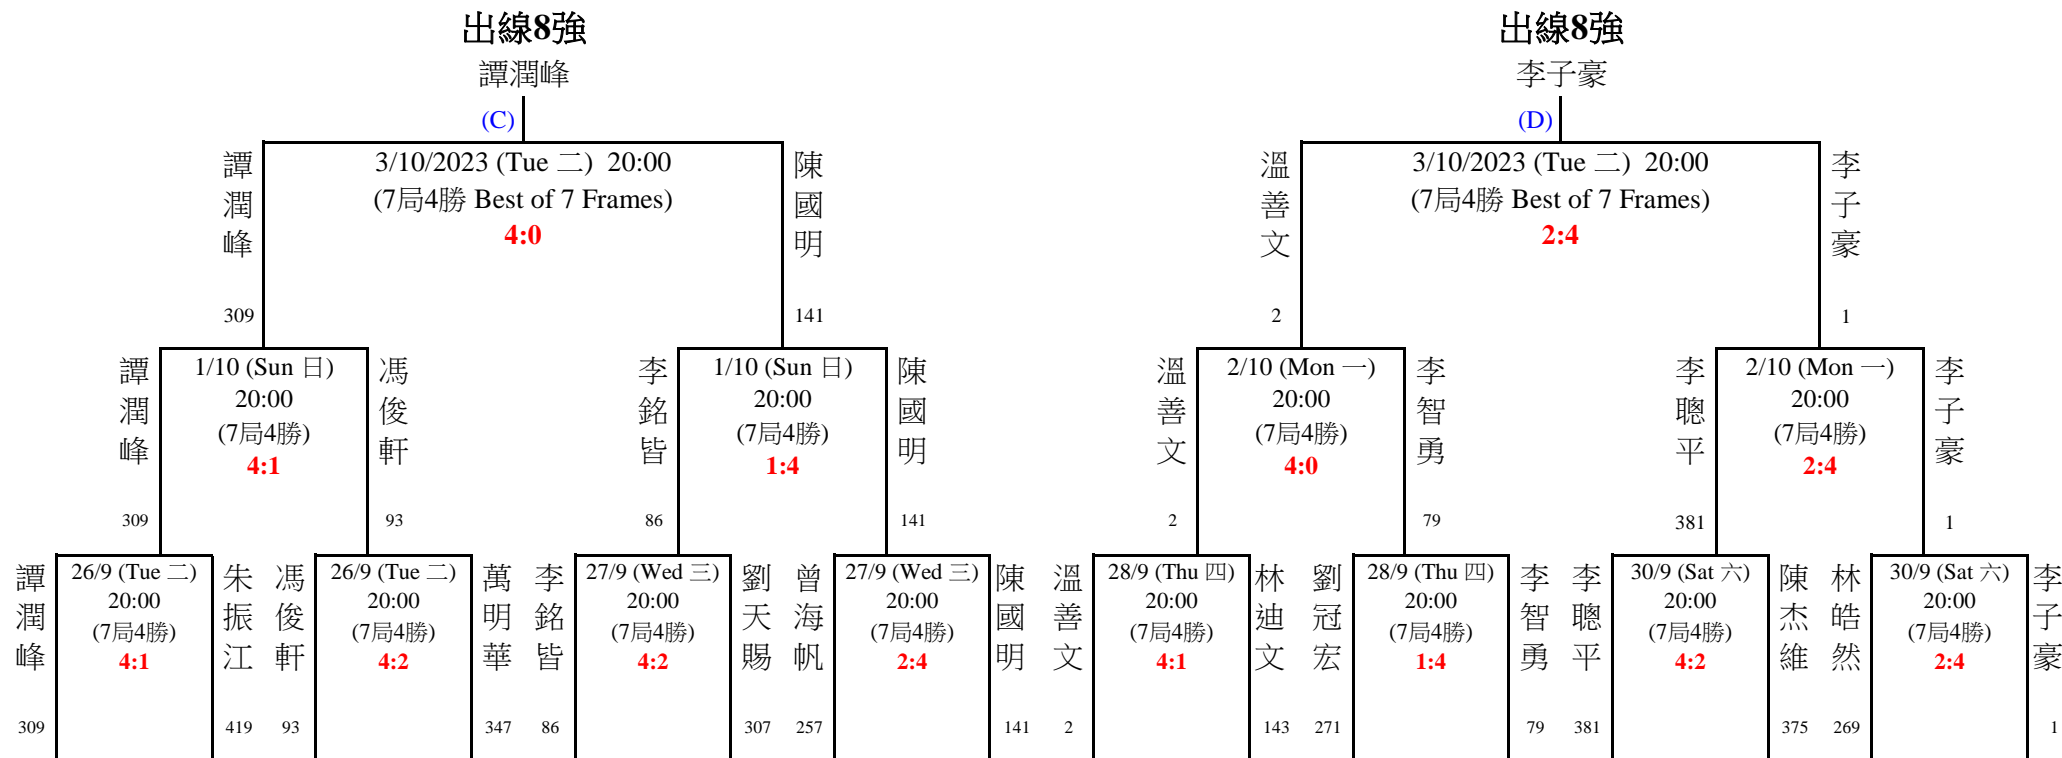 出線8強
譚潤峰
(C)
譚潤峰
3/10/2023 (Tue 二) 20:00
(7局4勝 Best of 7 Frames)
4:0
陳國明
309
141
出線8強
李子豪
(D)
溫善文
3/10/2023 (Tue 二) 20:00
(7局4勝 Best of 7 Frames)
2:4
李子豪
2
1
譚潤峰
1/10 (Sun 日)
20:00
(7局4勝)
4:1
馮俊軒
309
93
李銘皆
1/10 (Sun 日)
20:00
(7局4勝)
1:4
陳國明
86
141
溫善文
2/10 (Mon 一)
20:00
(7局4勝)
4:0
李智勇
2
79
李聰平
2/10 (Mon 一)
20:00
(7局4勝)
2:4
李子豪
381
1
譚潤峰
26/9 (Tue 二)
20:00
(7局4勝)
4:1
朱振江
309
419
馮俊軒
26/9 (Tue 二)
20:00
(7局4勝)
4:2
萬明華
93
347
李銘皆
27/9 (Wed 三)
20:00
(7局4勝)
4:2
劉天賜
86
307
曾海帆
27/9 (Wed 三)
20:00
(7局4勝)
2:4
陳國明
257
141
溫善文
28/9 (Thu 四)
20:00
(7局4勝)
4:1
林迪文
2
143
劉冠宏
28/9 (Thu 四)
20:00
(7局4勝)
1:4
李智勇
271
79
李聰平
30/9 (Sat 六)
20:00
(7局4勝)
4:2
陳杰維
381
375
林皓然
30/9 (Sat 六)
20:00
(7局4勝)
2:4
李子豪
269
1